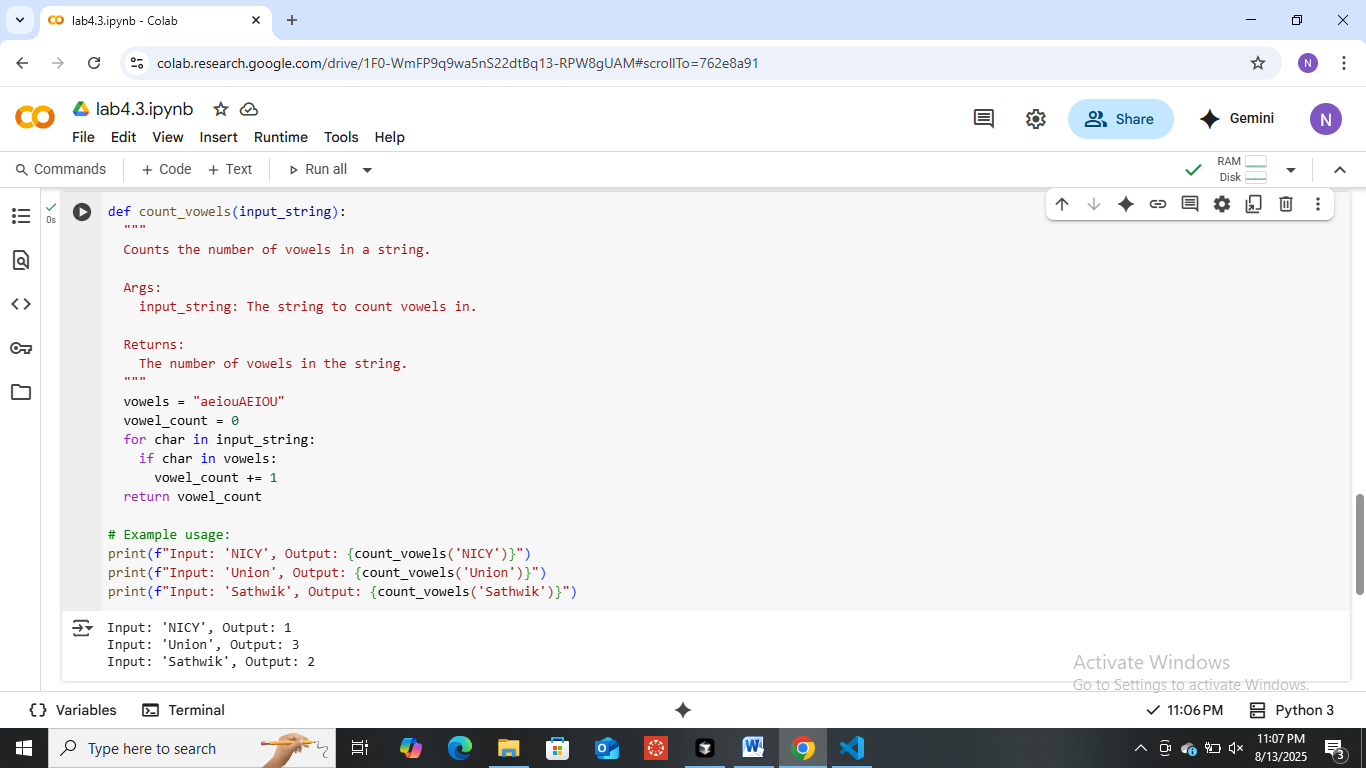 lab4.3.ipynb - Colab
colab.research.google.com/drive/1F0-WmFP9q9wa5nS22dtBq13-RPW8gUAM#scrollTo=762e8a91
N
lab4.3.ipynb
File Edit View Insert Runtime Tools Help
Share
Gemini
N
Commands + Code + Text Run all
RAM
Disk
0s
def count_vowels(input_string):
"""
Counts the number of vowels in a string.
Args:
input_string: The string to count vowels in.
Returns:
The number of vowels in the string.
"""
vowels = "aeiouAEIOU"
vowel_count = 0
for char in input_string:
if char in vowels:
vowel_count += 1
return vowel_count
# Example usage:
print(f"Input: 'NICY', Output: {count_vowels('NICY')}")
print(f"Input: 'Union', Output: {count_vowels('Union')}")
print(f"Input: 'Sathwik', Output: {count_vowels('Sathwik')}")
Input: 'NICY', Output: 1
Input: 'Union', Output: 3
Input: 'Sathwik', Output: 2
Activate Windows
Go to Settings to activate Windows.
Variables Terminal
11:06 PM Python 3
Type here to search
11:07 PM
8/13/2025
3